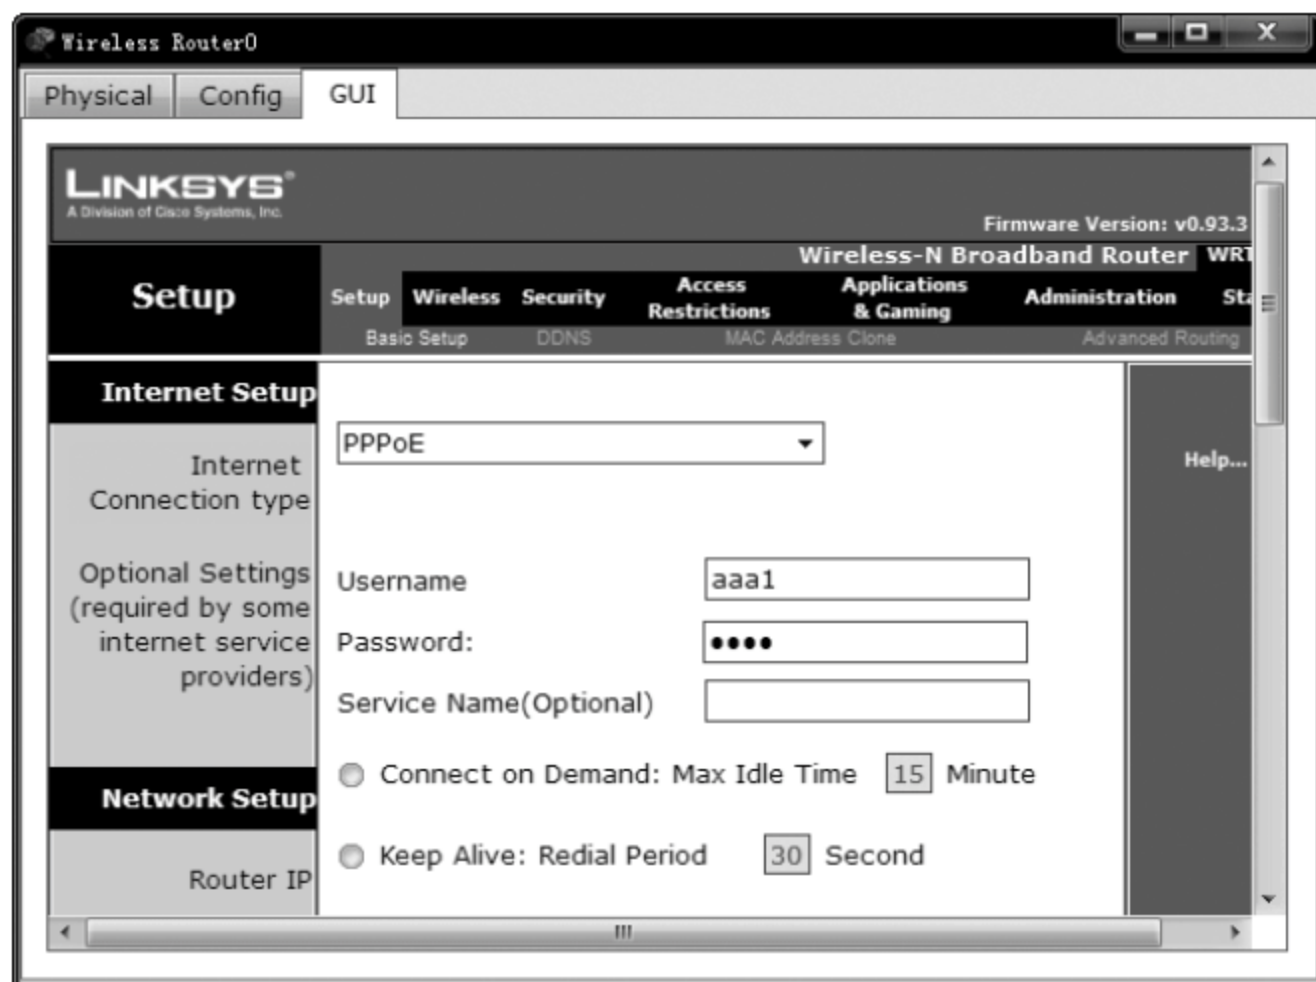 Wireless Router0
Physical Config GUI
LINKSYS®
A Division of Cisco Systems, Inc.
Firmware Version: v0.93.3
Wireless-N Broadband Router WRT
Setup
Setup Wireless Security Access Restrictions Applications & Gaming Administration Sta
Basic Setup DDNS MAC Address Clone Advanced Routing
Internet Setup
PPPoE
Internet
Connection type
Help...
Optional Settings
(required by some
internet service
providers)
Username aaa1
Password: ●●●●
Service Name(Optional)
Connect on Demand: Max Idle Time 15 Minute
Network Setup
Keep Alive: Redial Period 30 Second
Router IP